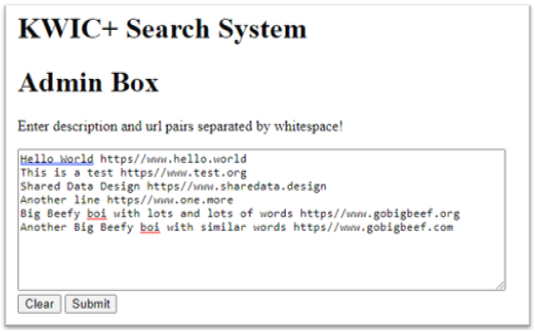 KWIC+ Search System
Admin Box
Enter description and url pairs separated by whitespace!
Hello World https//www.hello.world
This is a test https//www.test.org
Shared Data Design https//www.sharedata.design
Another line https//www.one.more
Big Beefy boi with lots and lots of words https//www.gobigbeef.org
Another Big Beefy boi with similar words https//www.gobigbeef.com
Clear Submit